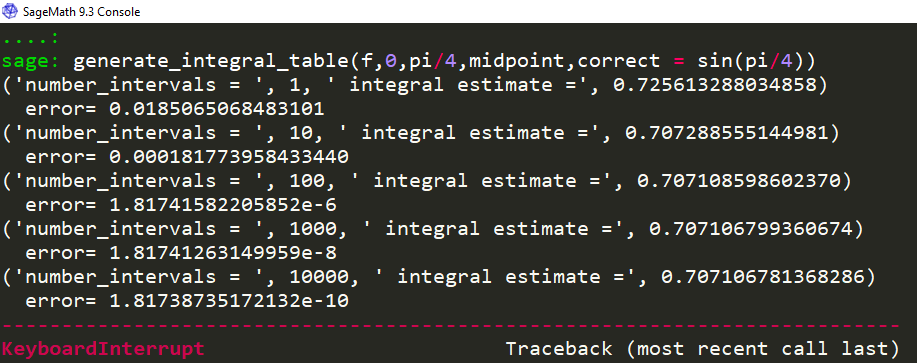 SageMath 9.3 Console
....:
sage: generate_integral_table(f,0,pi/4,midpoint,correct = sin(pi/4))
('number_intervals = ', 1, ' integral estimate =', 0.725613288034858)
  error= 0.0185065068483101
('number_intervals = ', 10, ' integral estimate =', 0.707288555144981)
  error= 0.000181773958433440
('number_intervals = ', 100, ' integral estimate =', 0.707108598602370)
  error= 1.81741582205852e-6
('number_intervals = ', 1000, ' integral estimate =', 0.707106799360674)
  error= 1.81741263149959e-8
('number_intervals = ', 10000, ' integral estimate =', 0.707106781368286)
  error= 1.81738735172132e-10
---------------------------------------------------------------------------
KeyboardInterrupt                         Traceback (most recent call last)